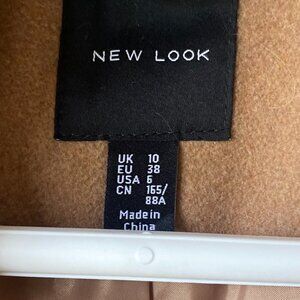 NEW LOOK
UK 10
EU 38
USA 6
CN 165/
88A
Made in
China